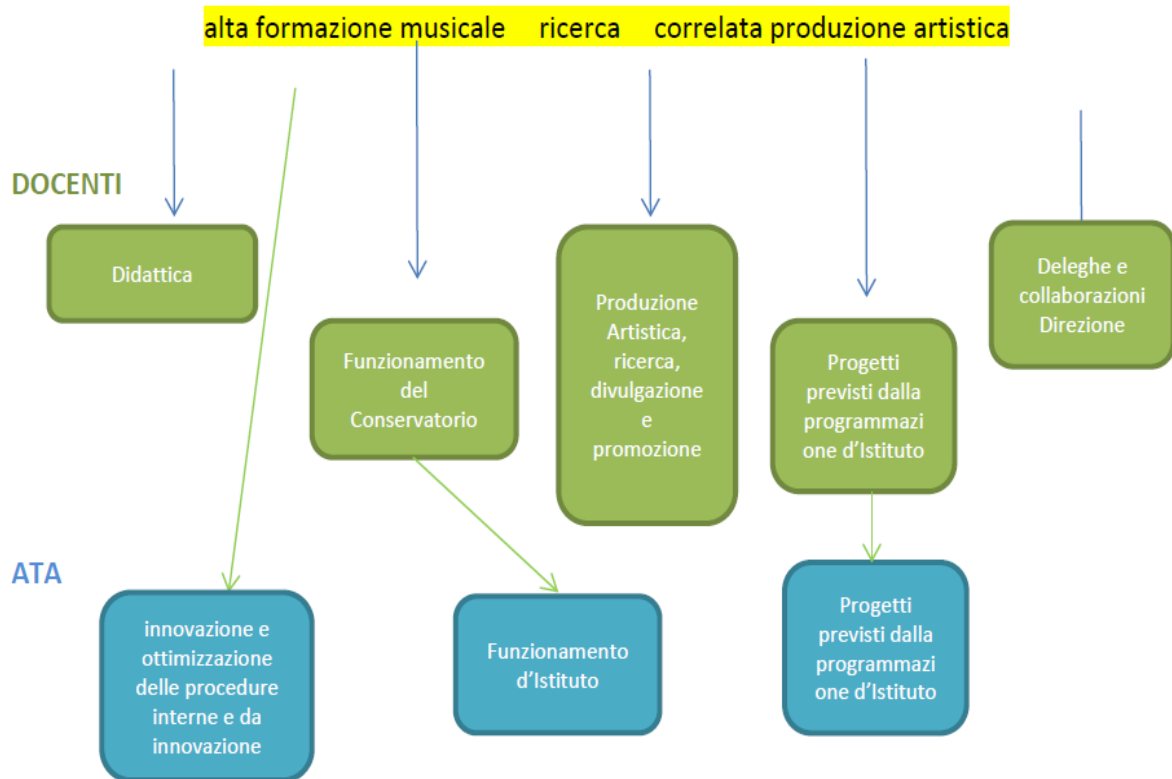 alta formazione musicale ricerca correlata produzione artistica
DOCENTI
Didattica
Funzionamento
del
Conservatorio
Produzione
Artistica,
ricerca,
divulgazione
e
promozione
Progetti
previsti dalla
programmazi
one d’Istituto
Deleghe e
collaborazioni
Direzione
ATA
innovazione e
ottimizzazione
delle procedure
interne e da
innovazione
Funzionamento
d’Istituto
Progetti
previsti dalla
programmazi
one d’Istituto